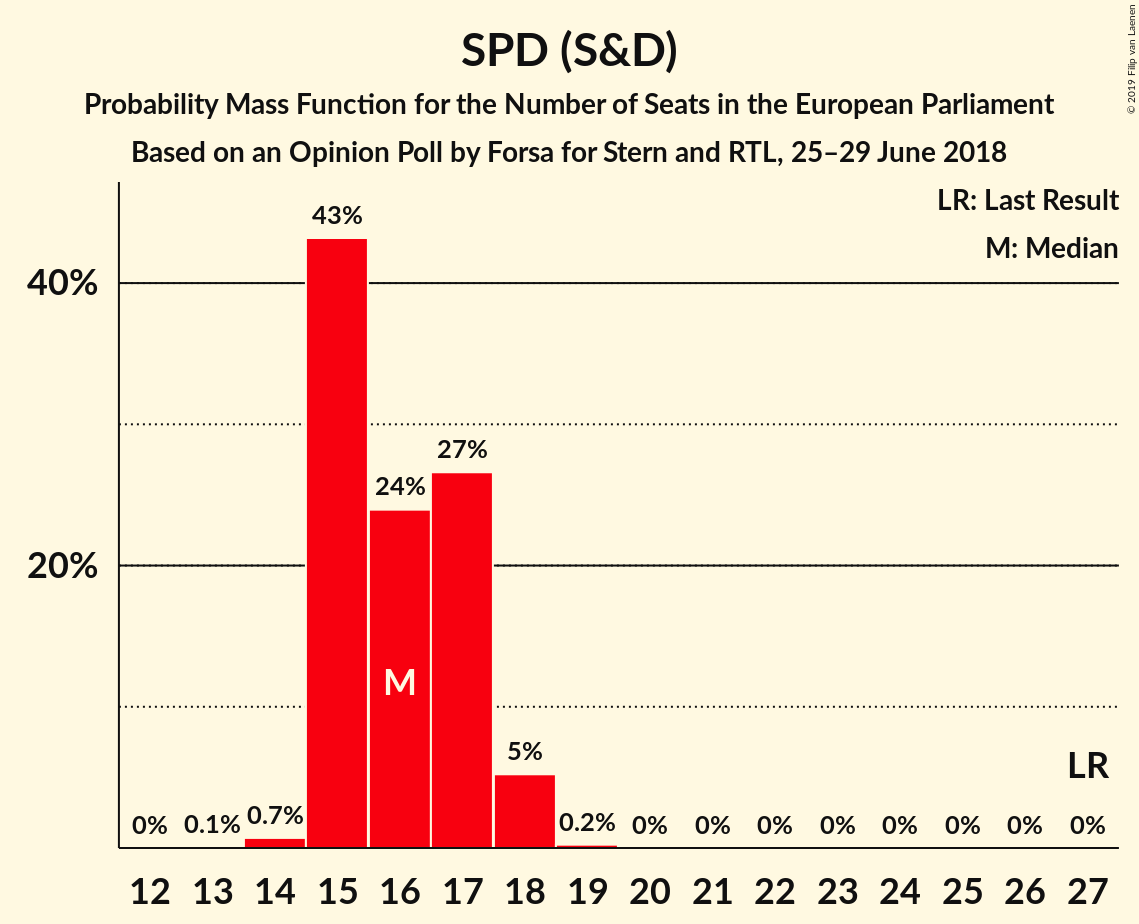 SPD (S&D)
Probability Mass Function for the Number of Seats in the European Parliament
Based on an Opinion Poll by Forsa for Stern and RTL, 25–29 June 2018
© 2019 Filip van Laenen
LR: Last Result
M: Median
43%
40%
27%
24%
20%
M
5%
LR
0% 0.1% 0.7% 0.2% 0% 0% 0% 0% 0% 0% 0% 0%
12 13 14 15 16 17 18 19 20 21 22 23 24 25 26 27